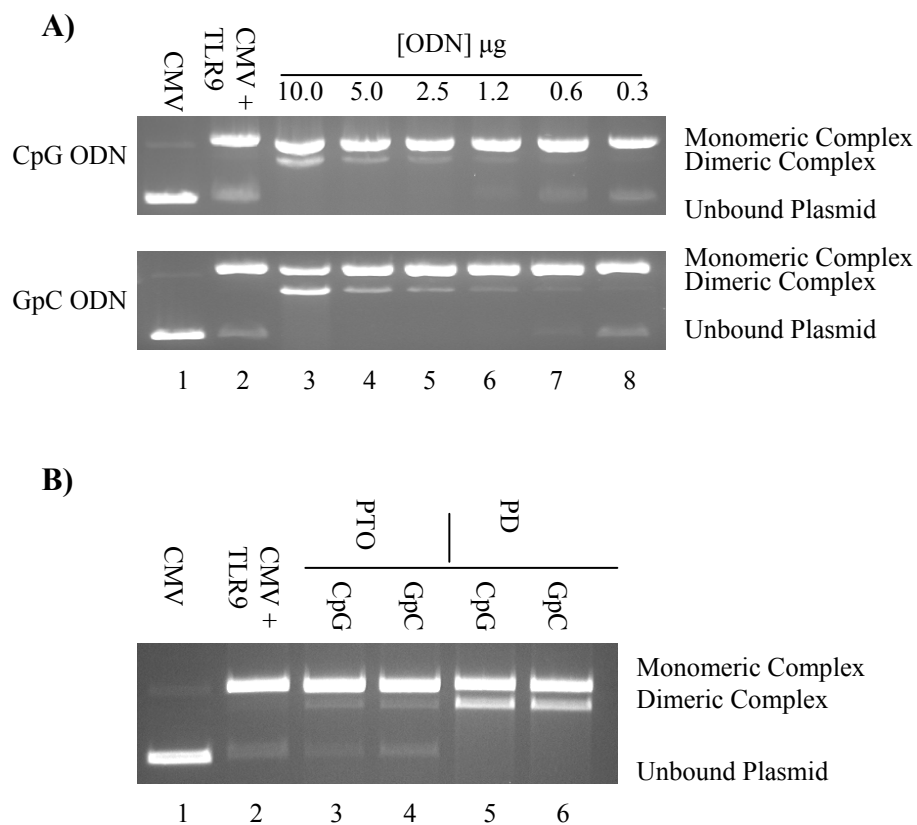 A)
CMV
CMV +
TLR9
[ODN] µg
10.0 5.0 2.5 1.2 0.6 0.3
CpG ODN
Monomeric Complex
Dimeric Complex
Unbound Plasmid
GpC ODN
Monomeric Complex
Dimeric Complex
Unbound Plasmid
1 2 3 4 5 6 7 8
B)
CMV
CMV +
TLR9
PTO
PD
CpG
GpC
CpG
GpC
Monomeric Complex
Dimeric Complex
Unbound Plasmid
1 2 3 4 5 6